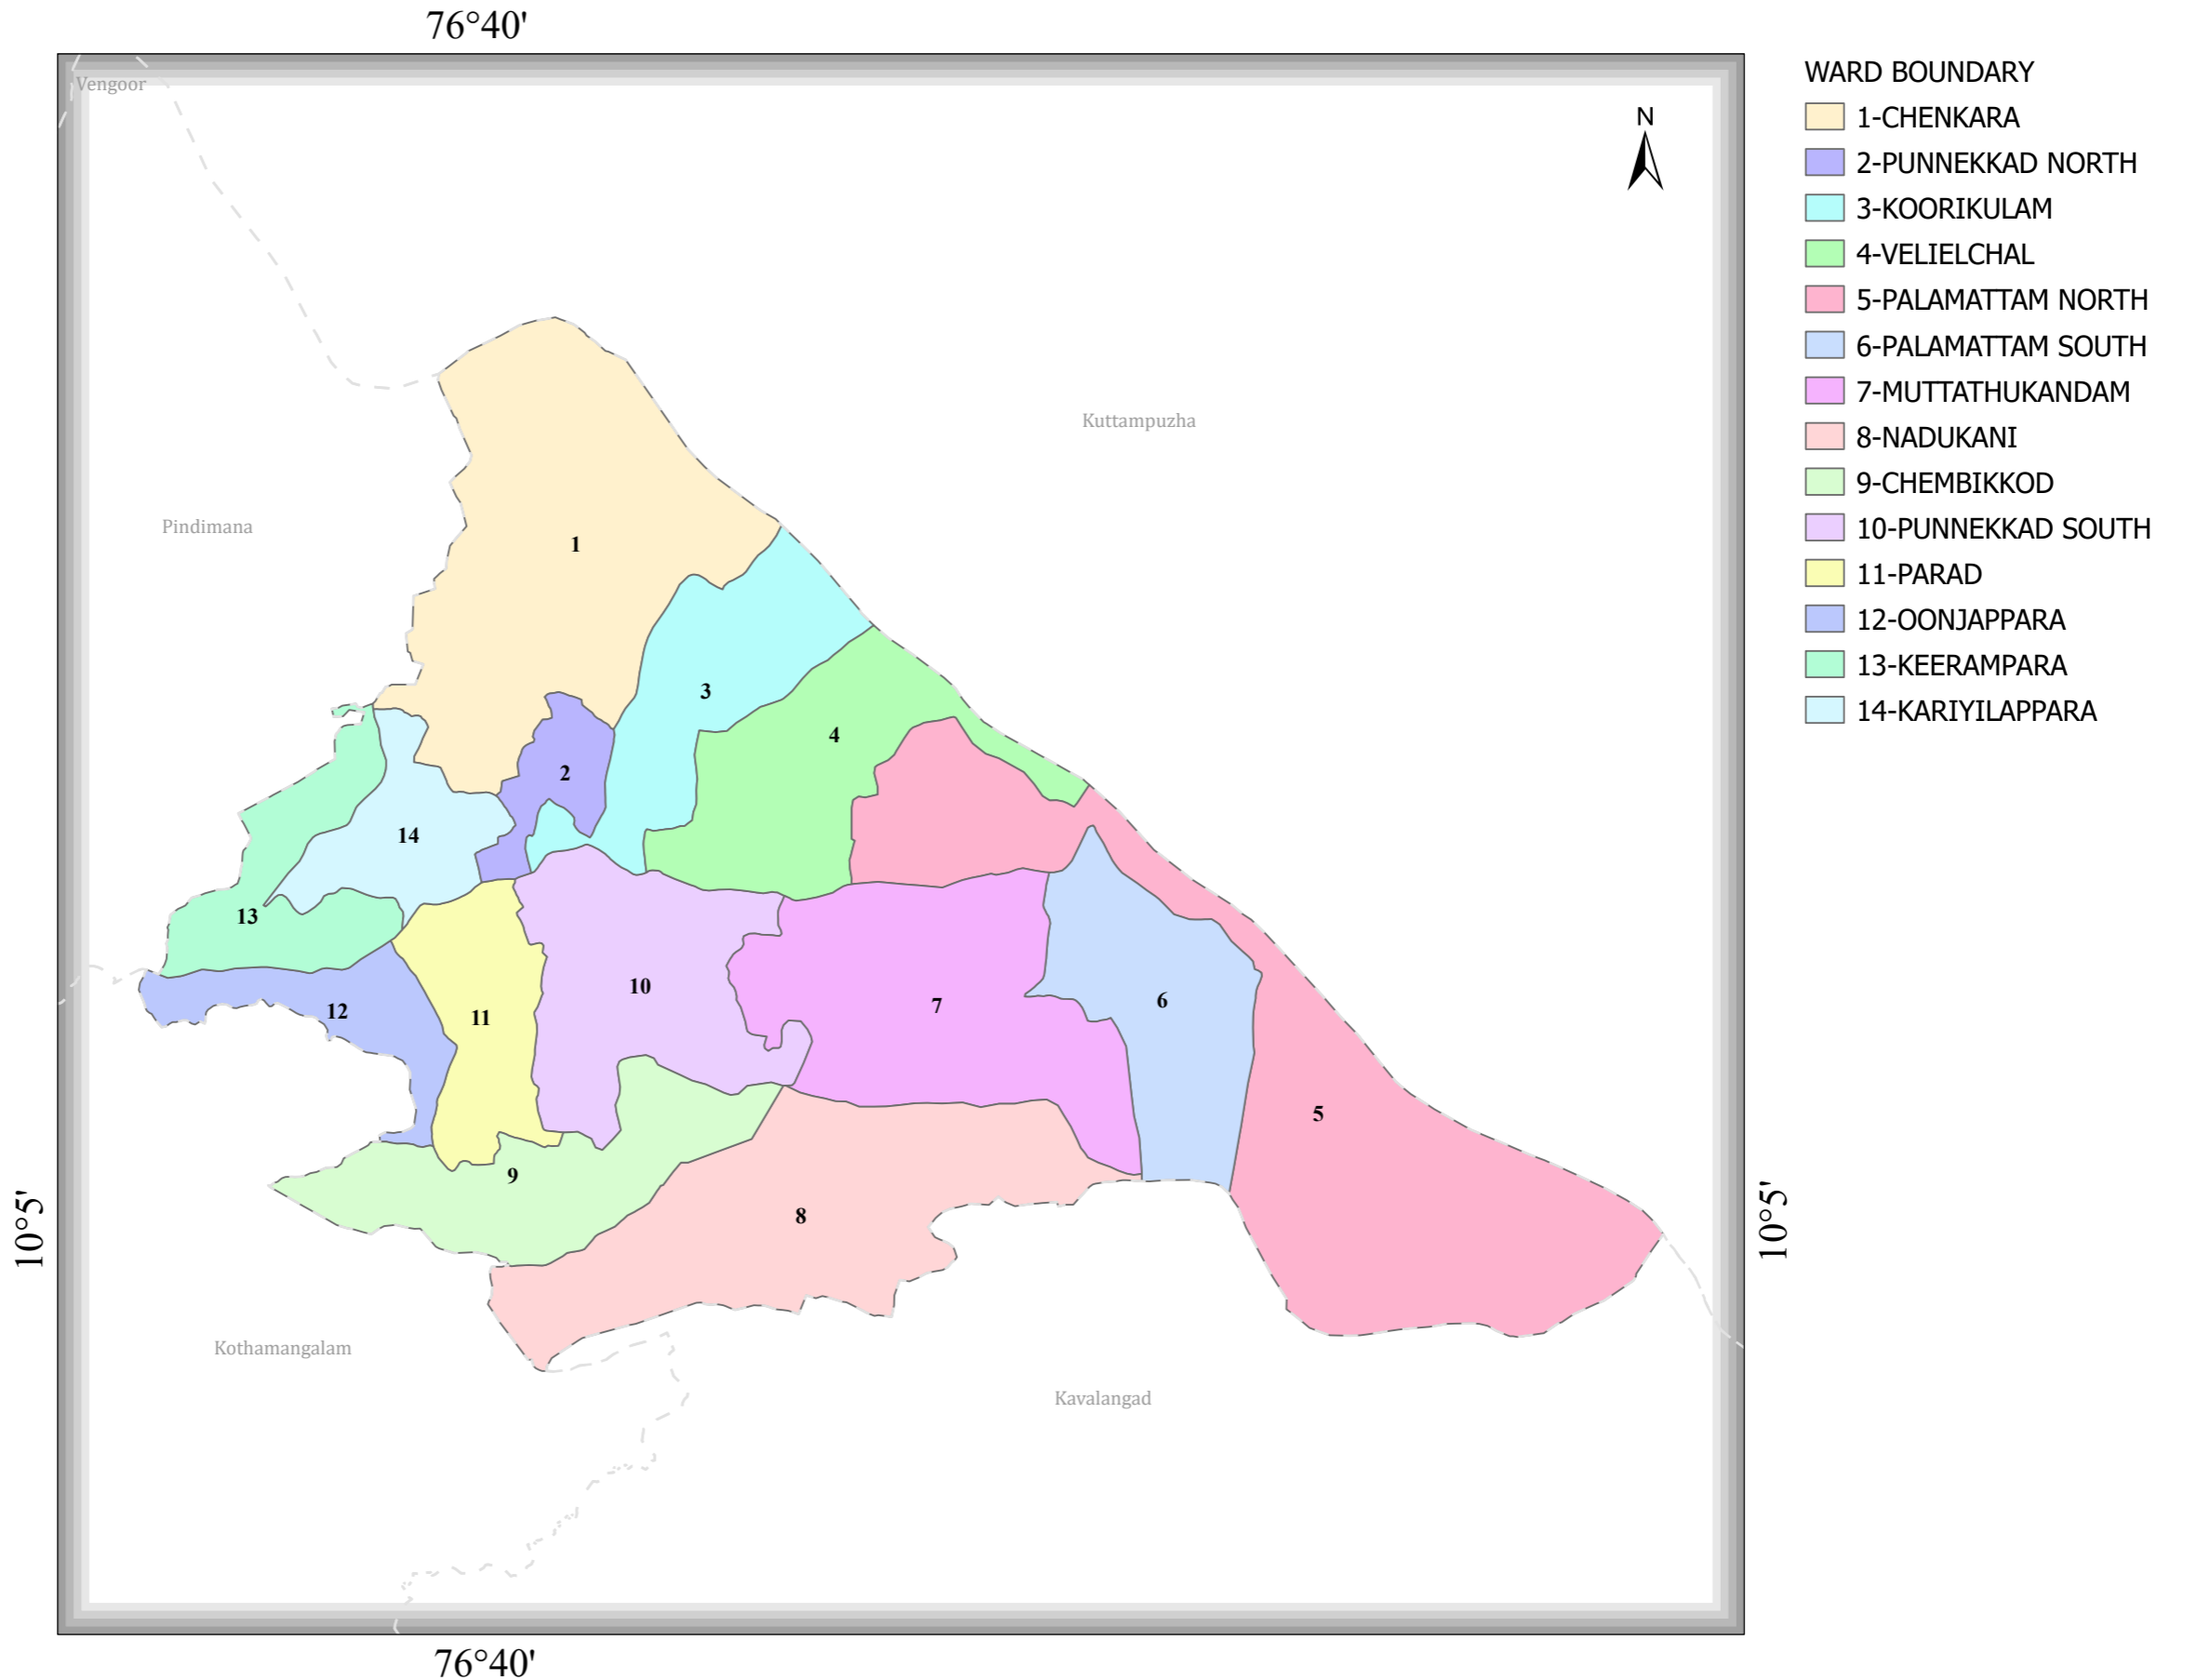 76°40'
Vengoor
N
Kuttampuzha
Pindimana
1
3
4
2
14
13
10
12
11
7
6
5
9
8
10°5'
10°5'
Kothamangalam
Kavalangad
76°40'
WARD BOUNDARY
1-CHENKARA
2-PUNNEKKAD NORTH
3-KOORIKULAM
4-VELIELCHAL
5-PALAMATTAM NORTH
6-PALAMATTAM SOUTH
7-MUTTATHUKANDAM
8-NADUKANI
9-CHEMBIKKOD
10-PUNNEKKAD SOUTH
11-PARAD
12-OONJAPPARA
13-KEERAMPARA
14-KARIYILAPPARA